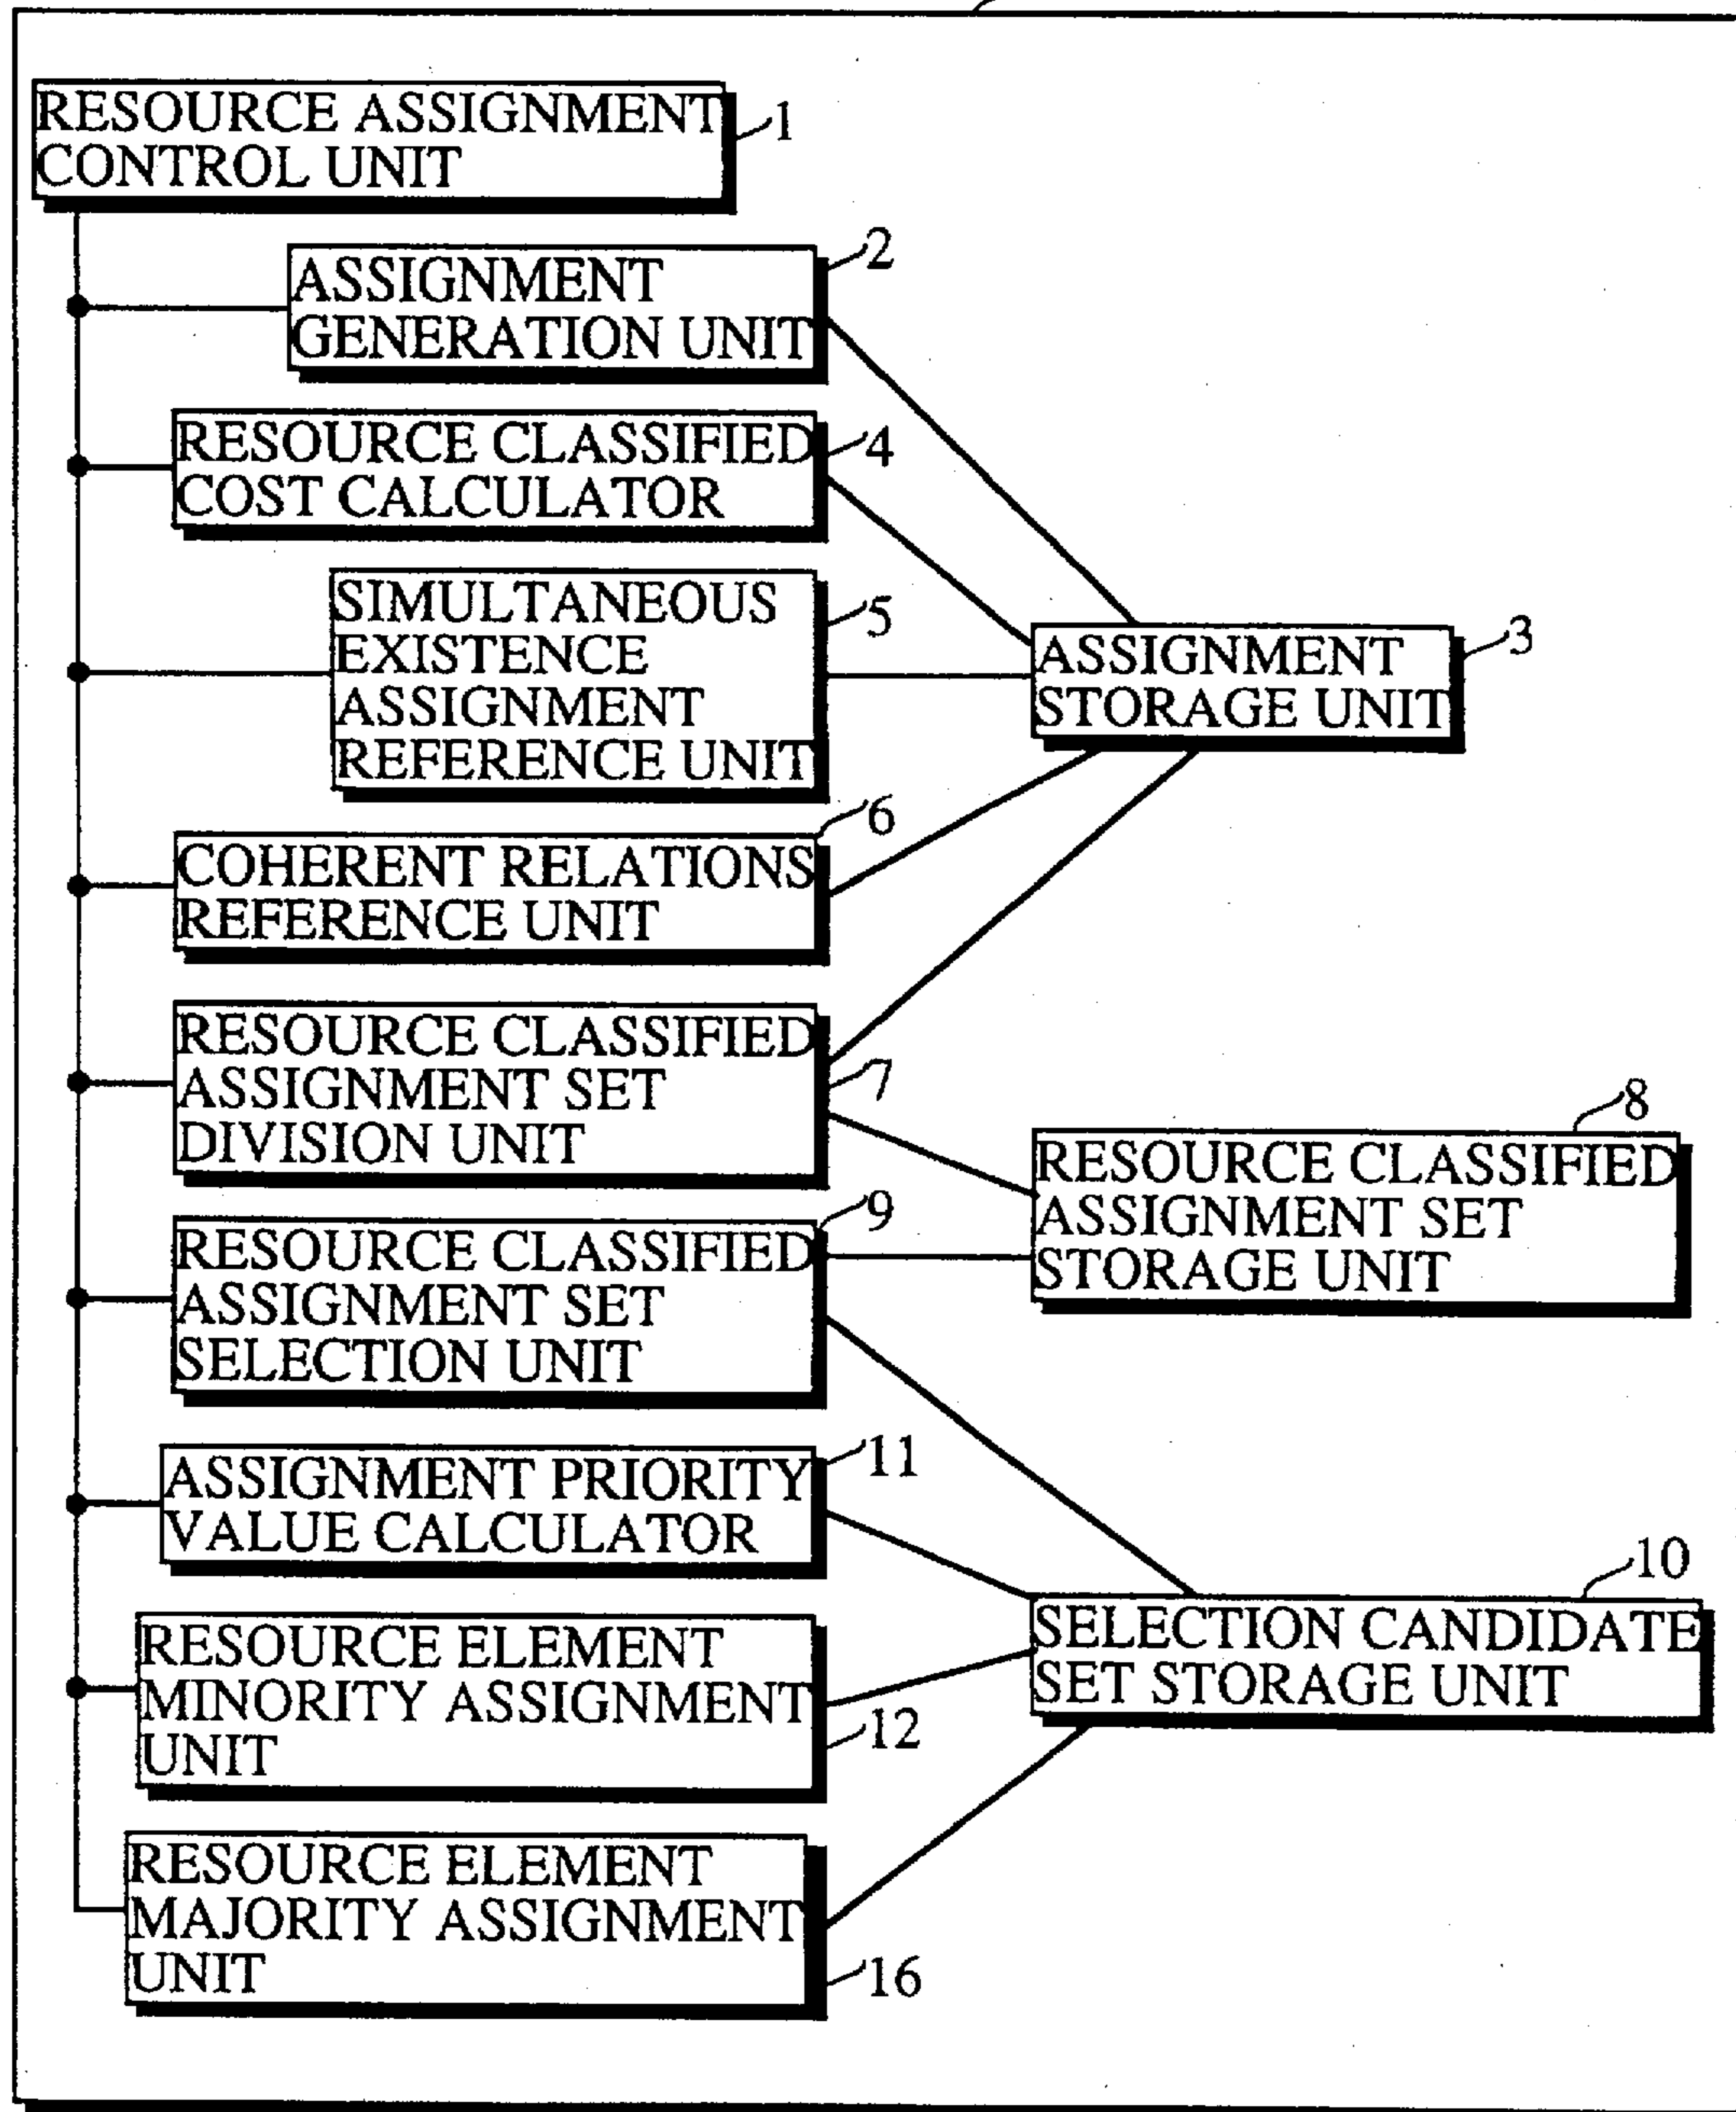 RESOURCE ASSIGNMENT
CONTROL UNIT
1
ASSIGNMENT
GENERATION UNIT
2
RESOURCE CLASSIFIED
COST CALCULATOR
4
SIMULTANEOUS
EXISTENCE
ASSIGNMENT
REFERENCE UNIT
5
ASSIGNMENT
STORAGE UNIT
3
COHERENT RELATIONS
REFERENCE UNIT
6
RESOURCE CLASSIFIED
ASSIGNMENT SET
DIVISION UNIT
7
RESOURCE CLASSIFIED
ASSIGNMENT SET
STORAGE UNIT
8
RESOURCE CLASSIFIED
ASSIGNMENT SET
SELECTION UNIT
9
ASSIGNMENT PRIORITY
VALUE CALCULATOR
11
SELECTION CANDIDATE
SET STORAGE UNIT
10
RESOURCE ELEMENT
MINORITY ASSIGNMENT
UNIT
12
RESOURCE ELEMENT
MAJORITY ASSIGNMENT
UNIT
16